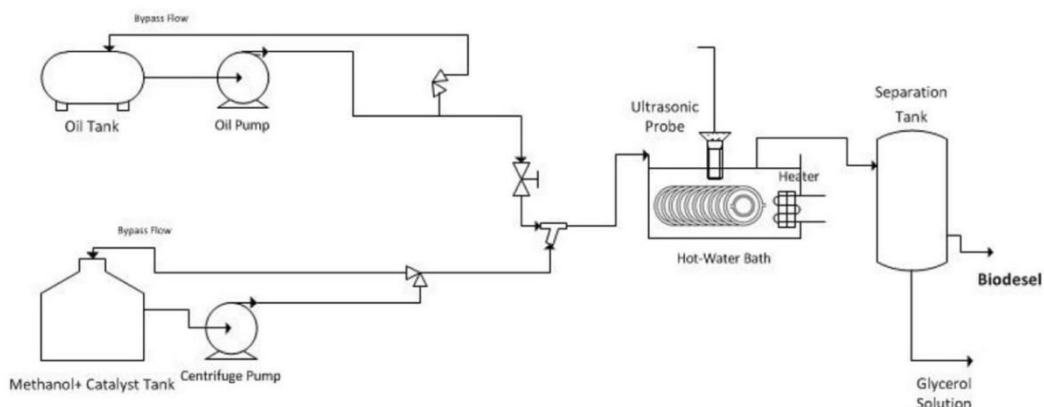 Bypass Flow
Oil Tank
Oil Pump
Ultrasonic
Probe
Separation
Tank
Heater
Hot-Water Bath
Biodesel
Bypass Flow
Methanol+ Catalyst Tank
Centrifuge Pump
Glycerol
Solution